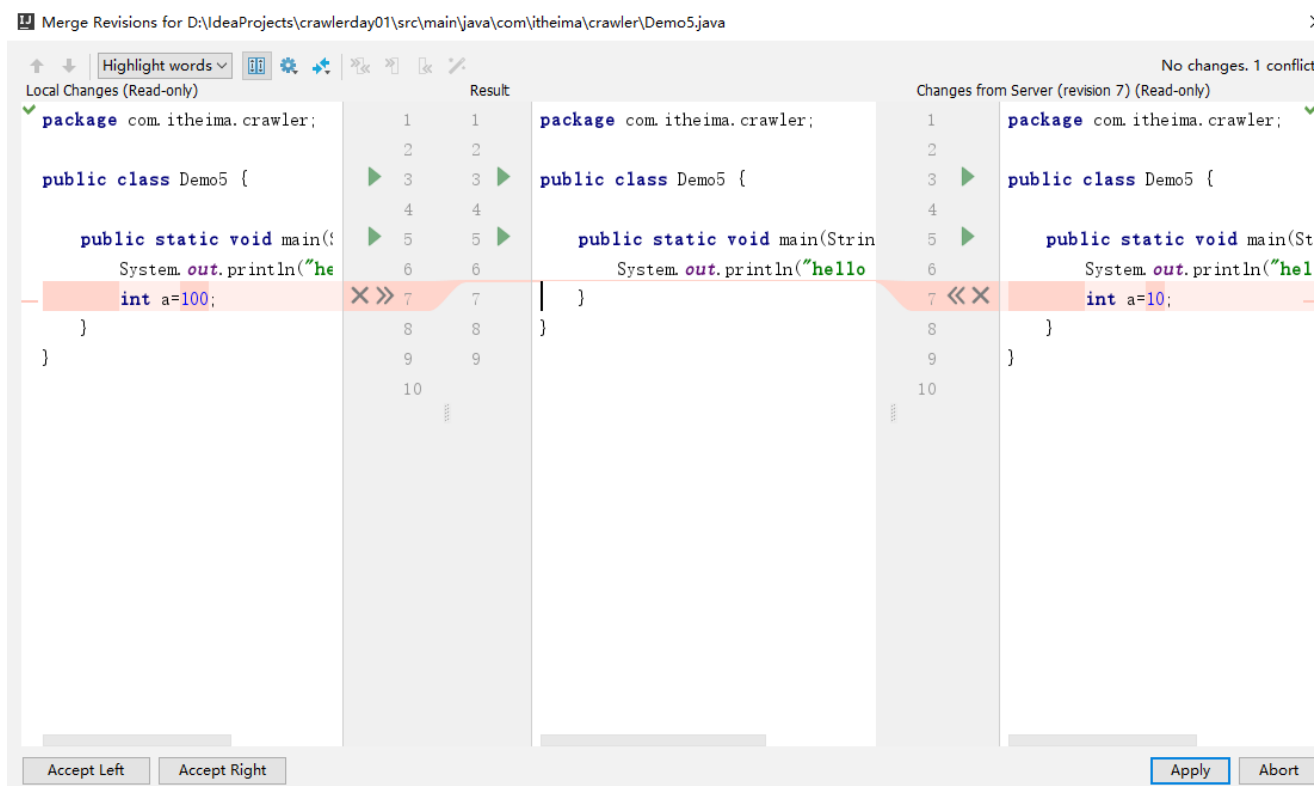 Merge Revisions for D:\IdeaProjects\crawlerday01\src\main\java\com\itheima\crawler\Demo5.java
Highlight words
No changes. 1 conflict
Local Changes (Read-only)
Result
Changes from Server (revision 7) (Read-only)
package com.itheima.crawler; 1
2
public class Demo5 { 3
4
public static void main(S 5
System.out.println("he 6
int a=100; 7
} 8
} 9
10
1 package com.itheima.crawler;
2
3 public class Demo5 {
4
5 public static void main(Strin
6 System.out.println("hello
7 }
8 }
9
1 package com.itheima.crawler;
2
3 public class Demo5 {
4
5 public static void main(St
6 System.out.println("hel
7 int a=10;
8 }
9 }
10
Accept Left Accept Right Apply Abort